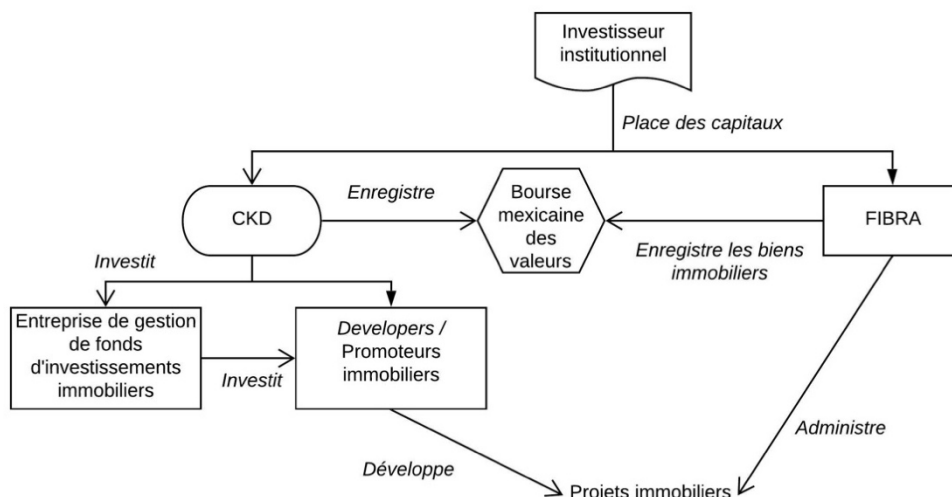 Investisseur
institutionnel
Place des capitaux
CKD
Enregistre
Bourse
mexicaine
des
valeurs
FIBRA
Enregistre les biens
immobiliers
Investit
Entreprise de gestion
de fonds
d'investissements
immobiliers
Investit
Developers /
Promoteurs
immobiliers
Développe
Administre
Projets immobiliers